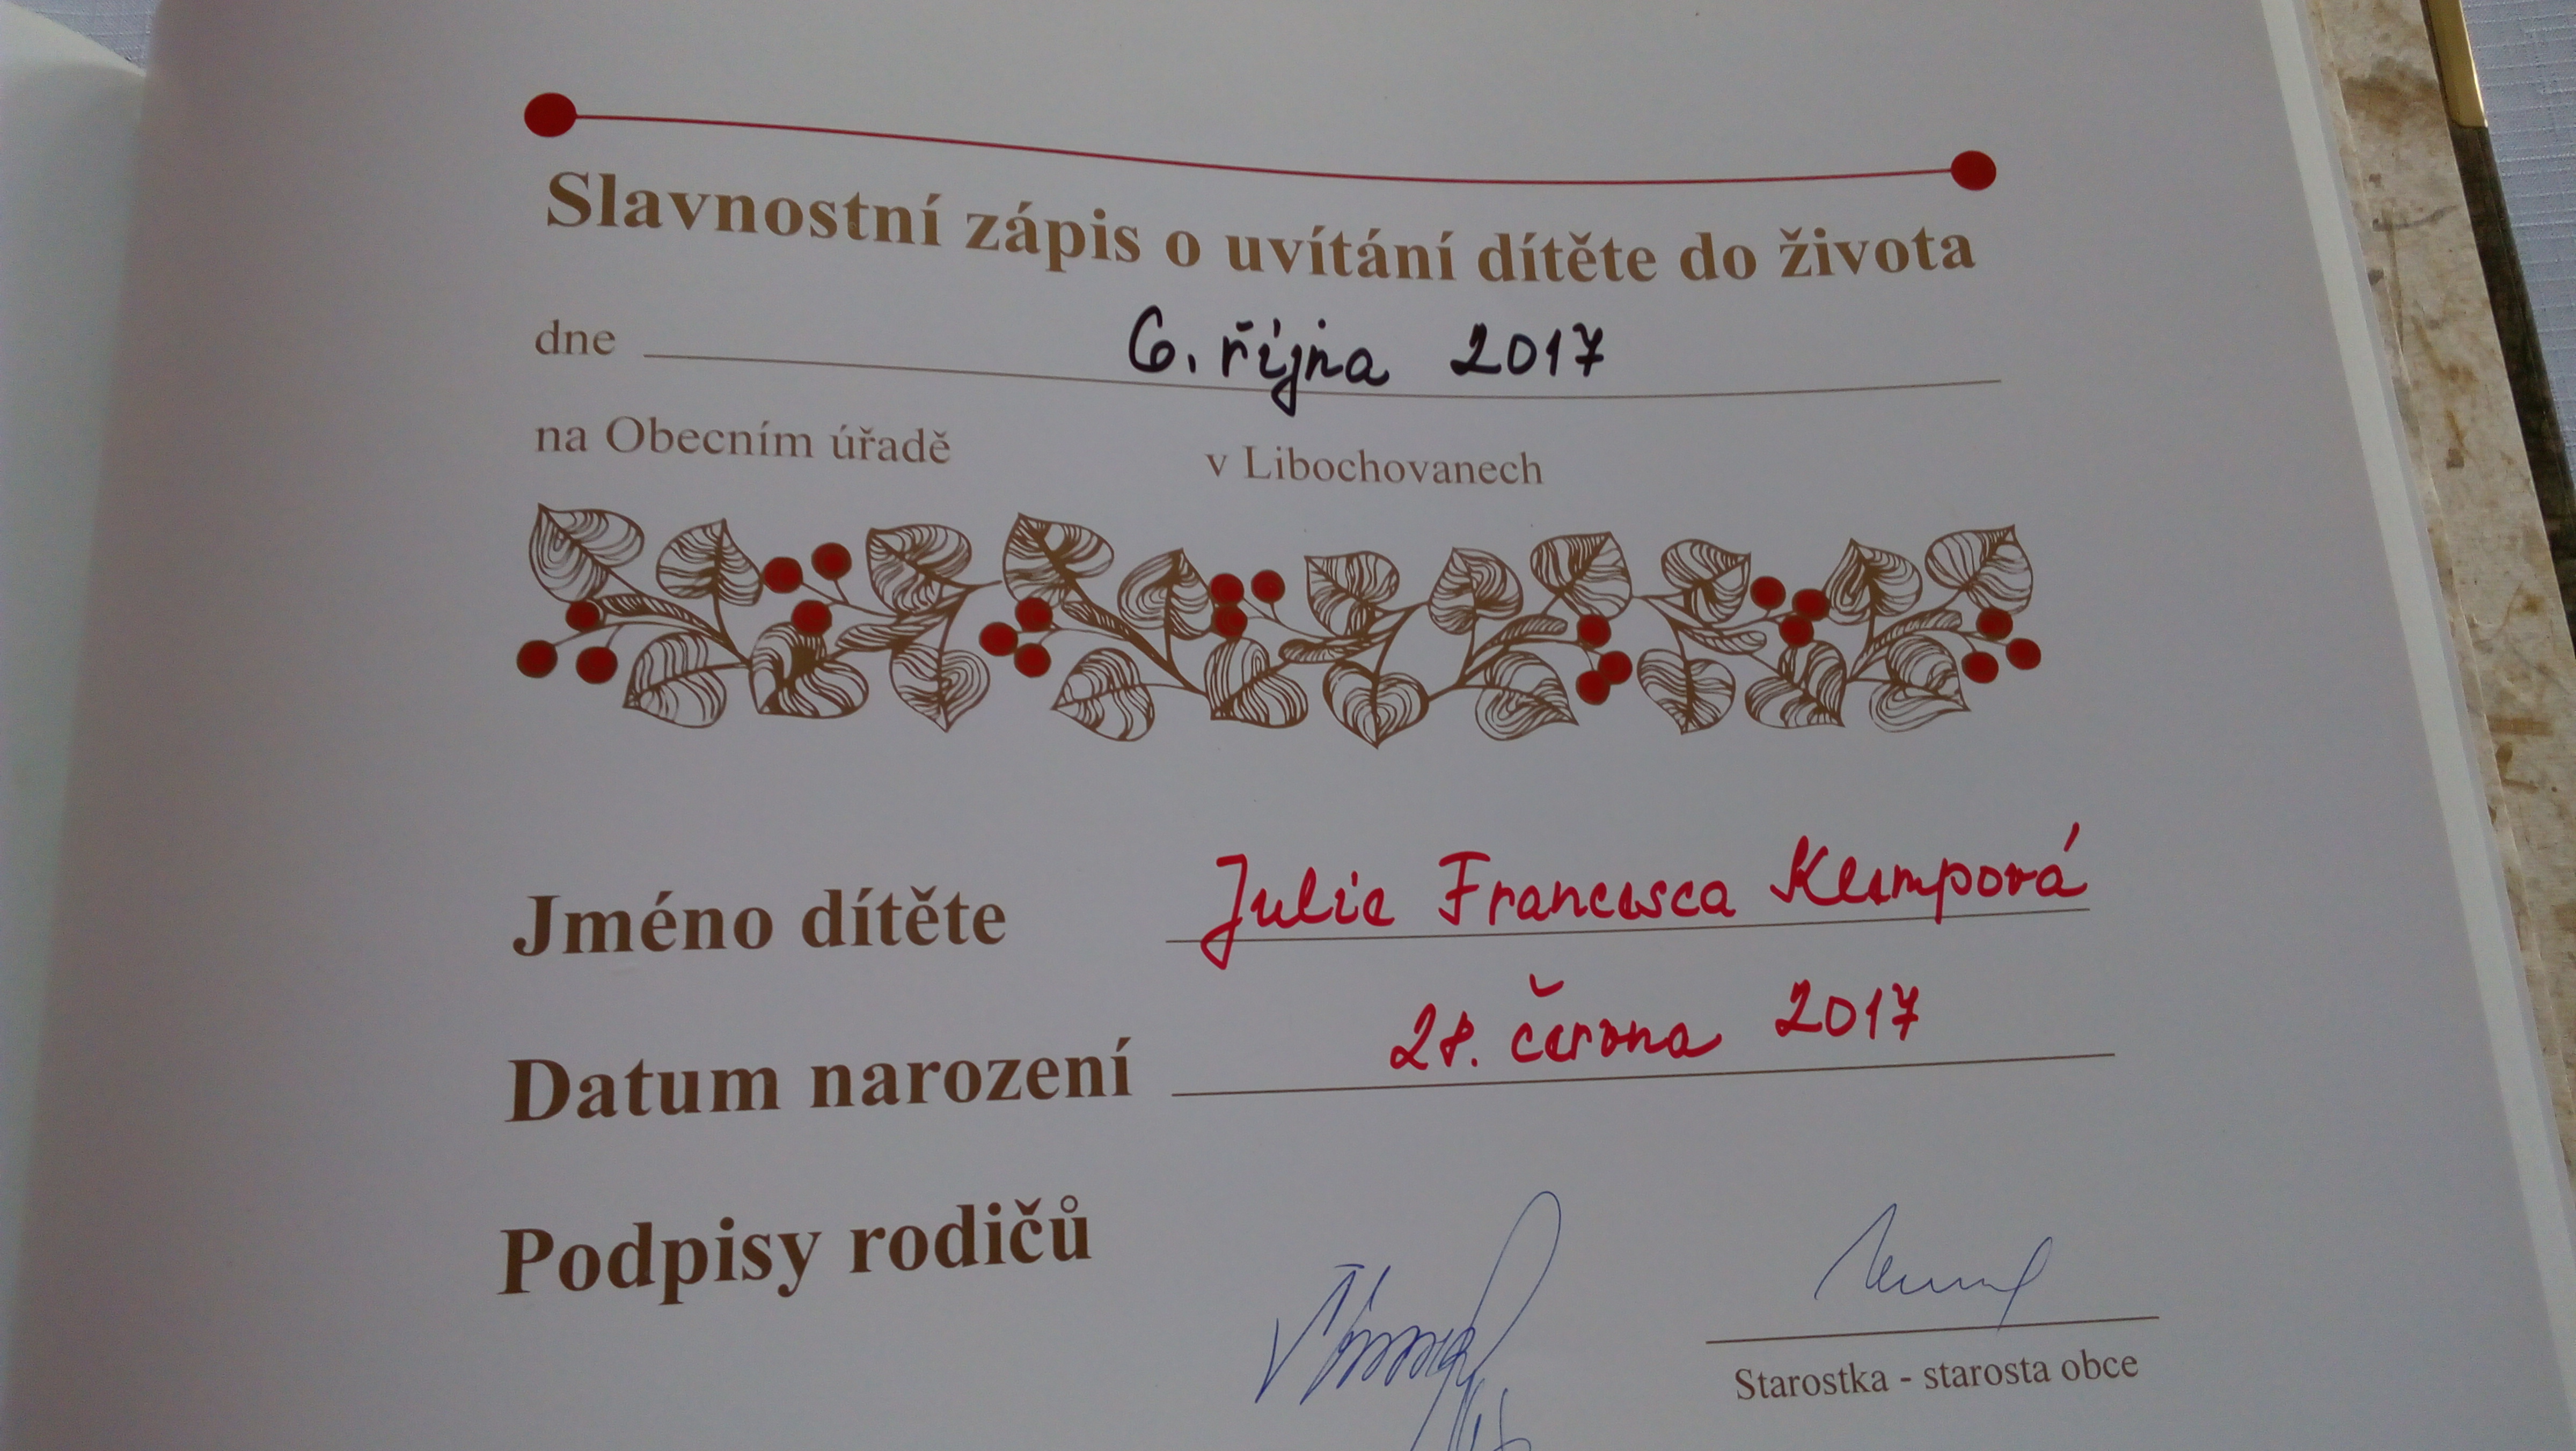 Slavnostní zápis o uvítání dítěte do života
dne 6. října 2017
na Obecním úřadě v Libochovanech
Jméno dítěte Julie Francesca Klempová
Datum narození 28. června 2017
Podpisy rodičů
Starostka - starosta obce